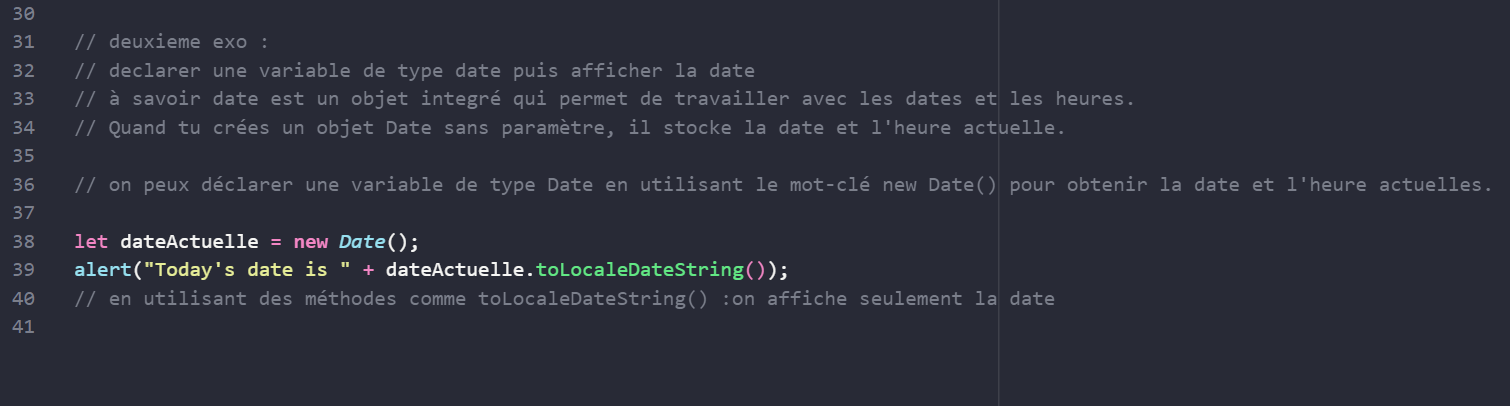 30
31 // deuxieme exo :
32 // declarer une variable de type date puis afficher la date
33 // à savoir date est un objet integré qui permet de travailler avec les dates et les heures.
34 // Quand tu crées un objet Date sans paramètre, il stocke la date et l'heure actuelle.
35
36 // on peux déclarer une variable de type Date en utilisant le mot-clé new Date() pour obtenir la date et l'heure actuelles.
37
38 let dateActuelle = new Date();
39 alert("Today's date is " + dateActuelle.toLocaleDateString());
40 // en utilisant des méthodes comme toLocaleDateString() :on affiche seulement la date
41